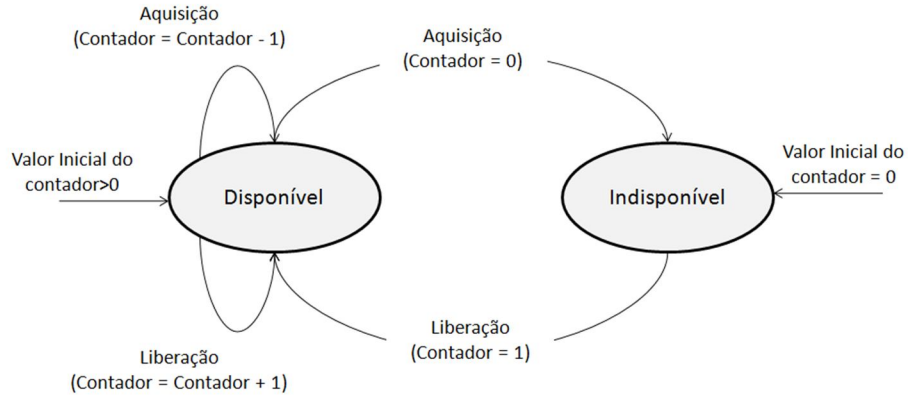 Aquisição
(Contador = Contador - 1)
Aquisição
(Contador = 0)
Valor Inicial do
contador>0
Disponível
Indisponível
Valor Inicial do
contador = 0
Liberação
(Contador = Contador + 1)
Liberação
(Contador = 1)